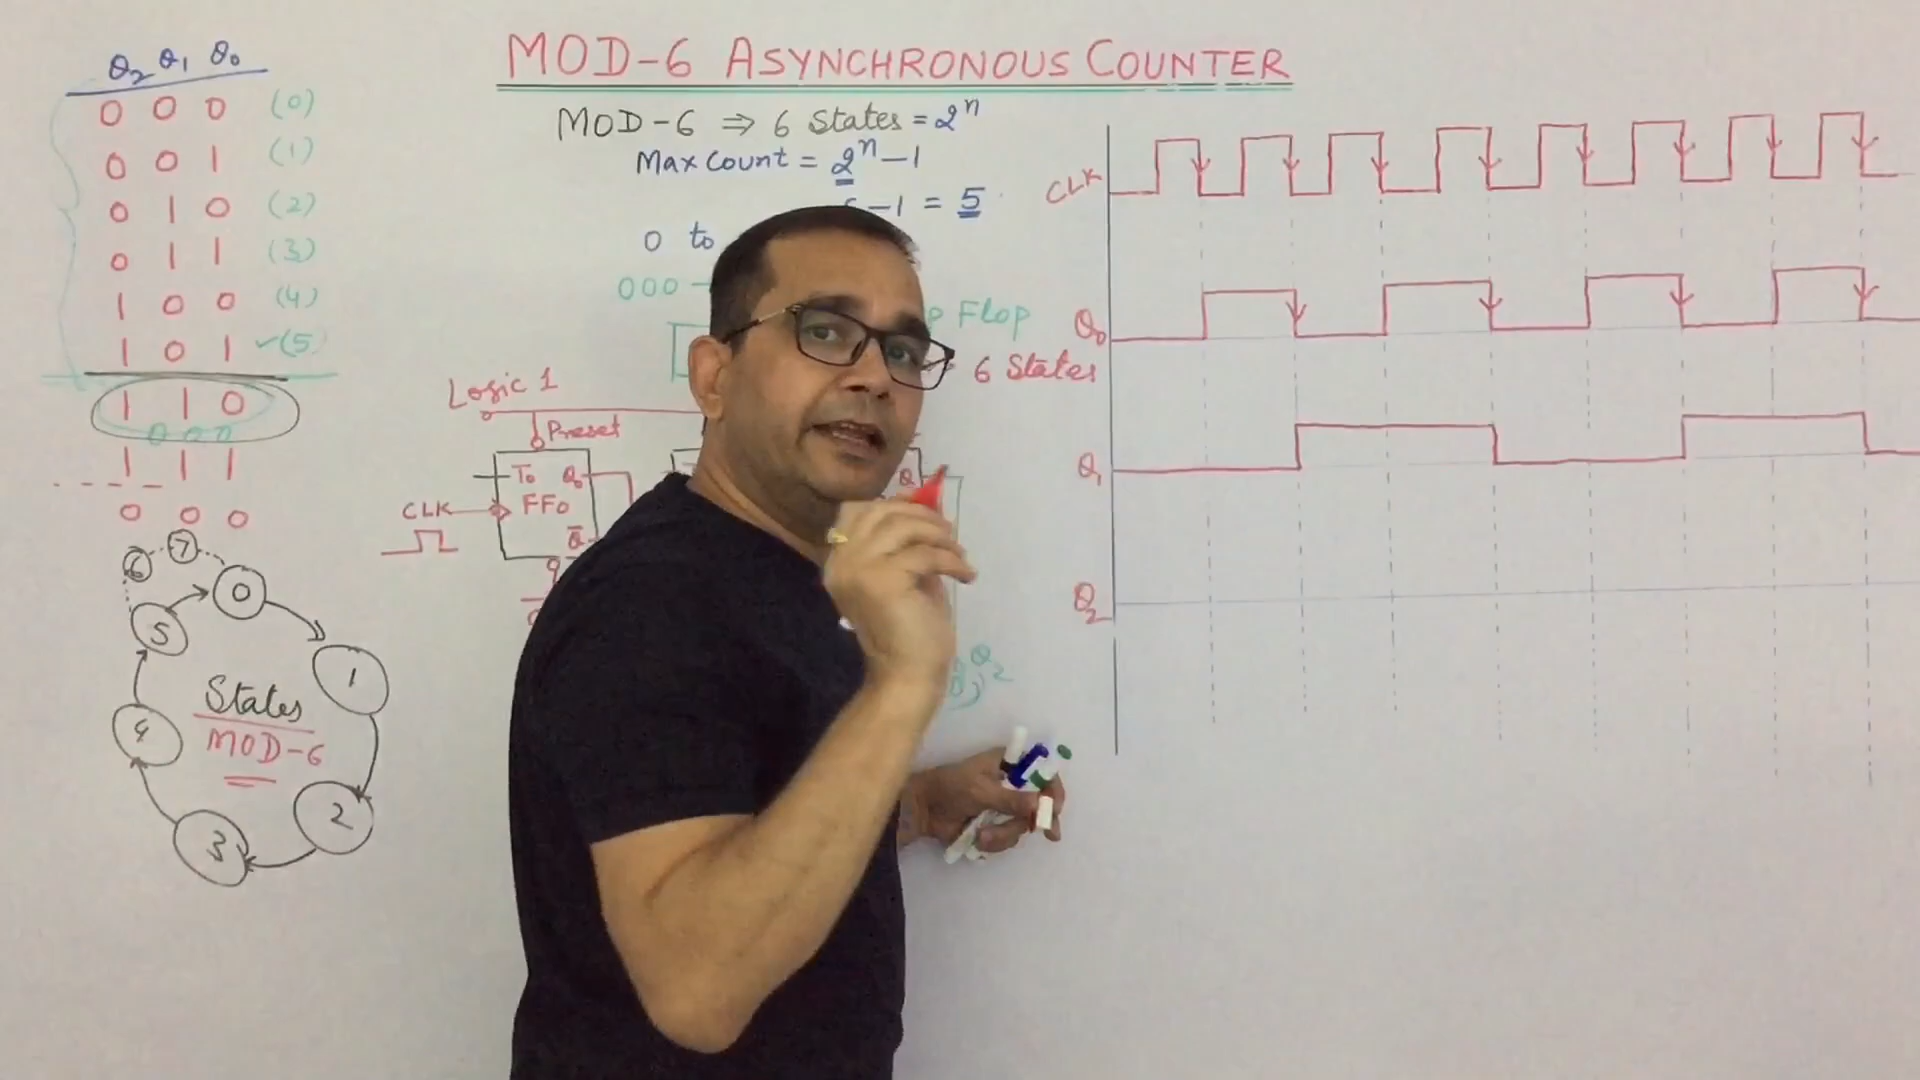 MOD-6 ASYNCHRONOUS COUNTER
MOD-6 ⇒ 6 States = 2ⁿ
Max Count = 2ⁿ-1
-1 = 5
0 to
000 -
Flop
6 States
Q₂ Q₁ Q₀
0 0 0 (0)
0 0 1 (1)
0 1 0 (2)
0 1 1 (3)
1 0 0 (4)
1 0 1 ✓(5)
1 1 0
0 0 0
1 1 1
0 0 0
Logic 1
Preset
T₀ Q₀
CLK FF₀
Q̅
Q
Q₂
6 7 0
5 1
4 2
3
States
MOD-6
CLK
Q₀
Q₁
Q₂